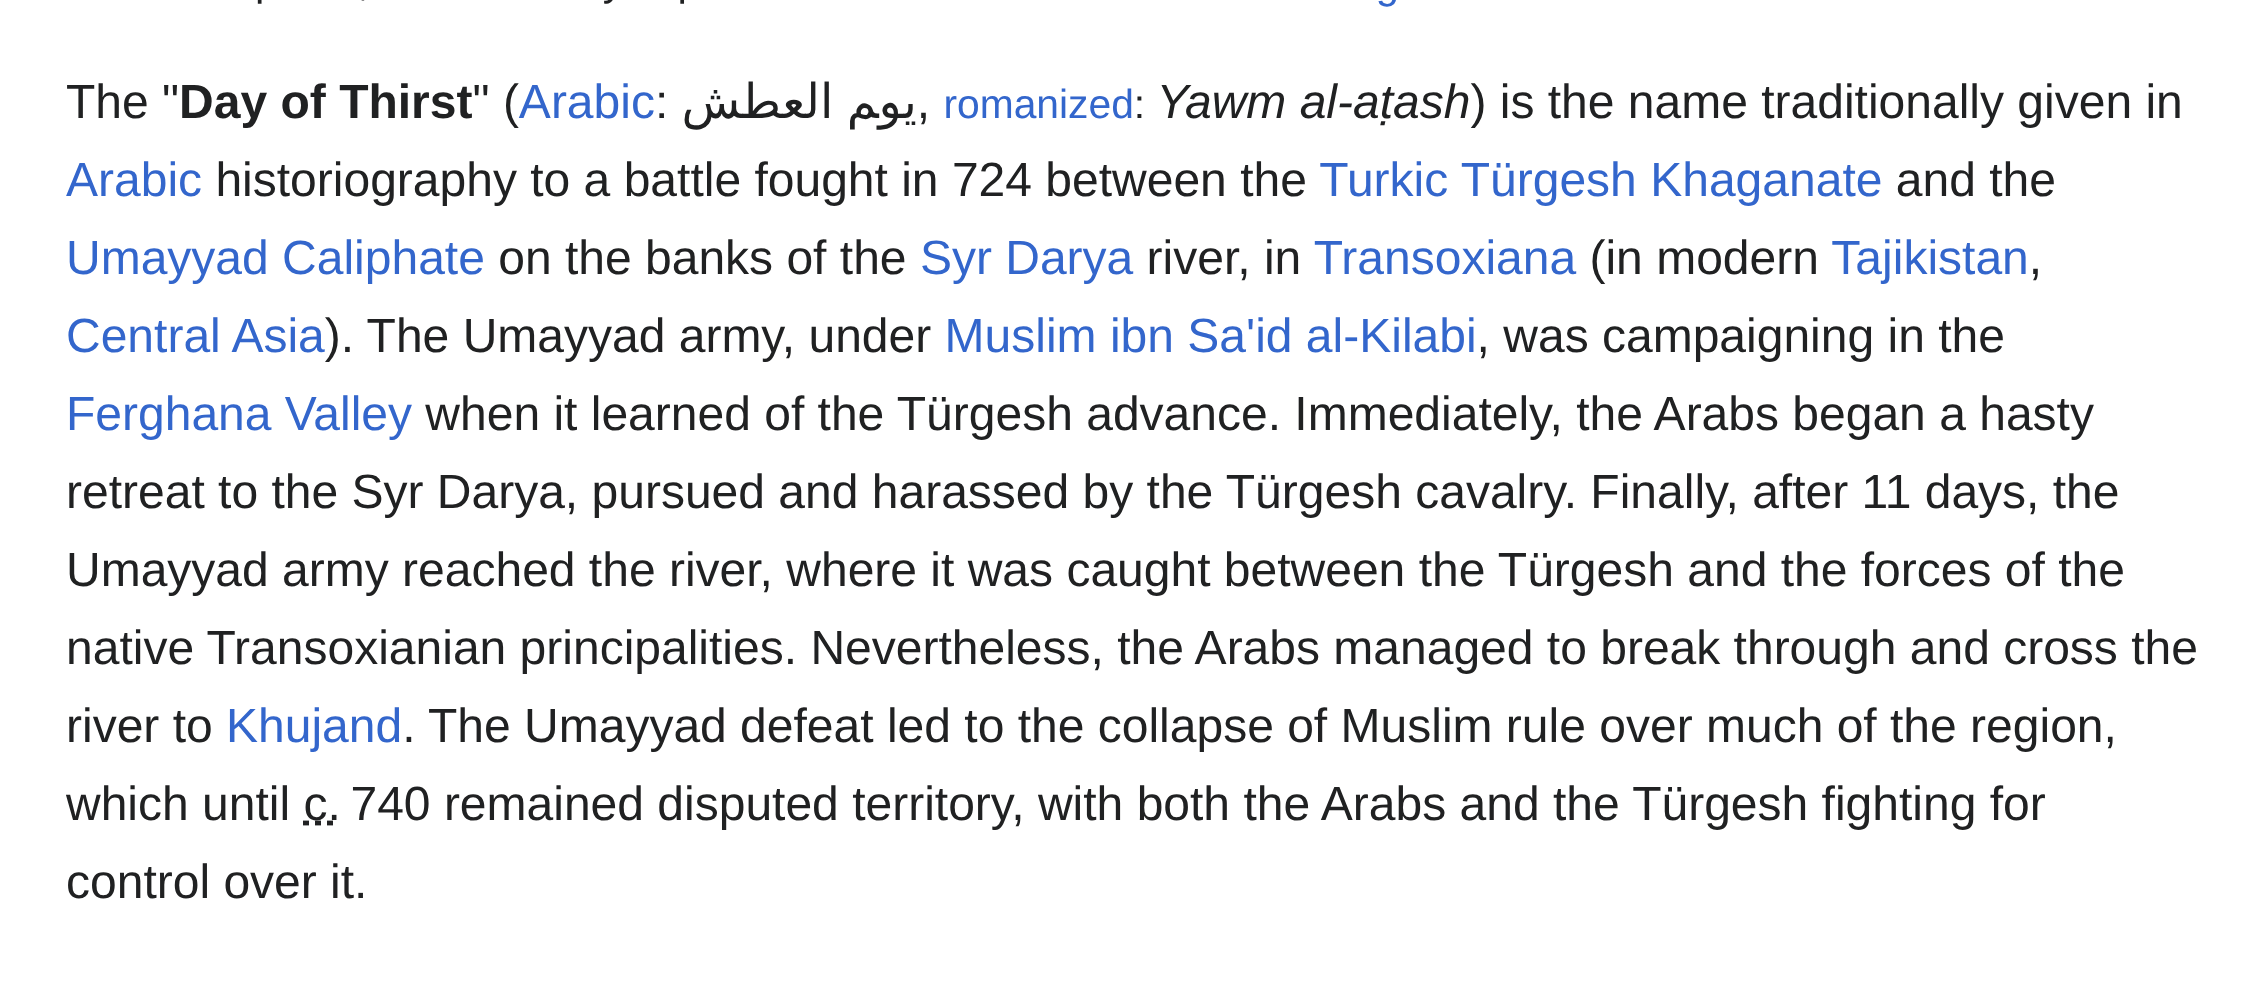 The "Day of Thirst" (Arabic: يوم العطش, romanized: Yawm al-aṭash) is the name traditionally given in
Arabic historiography to a battle fought in 724 between the Turkic Türgesh Khaganate and the
Umayyad Caliphate on the banks of the Syr Darya river, in Transoxiana (in modern Tajikistan,
Central Asia). The Umayyad army, under Muslim ibn Sa'id al-Kilabi, was campaigning in the
Ferghana Valley when it learned of the Türgesh advance. Immediately, the Arabs began a hasty
retreat to the Syr Darya, pursued and harassed by the Türgesh cavalry. Finally, after 11 days, the
Umayyad army reached the river, where it was caught between the Türgesh and the forces of the
native Transoxianian principalities. Nevertheless, the Arabs managed to break through and cross the
river to Khujand. The Umayyad defeat led to the collapse of Muslim rule over much of the region,
which until c. 740 remained disputed territory, with both the Arabs and the Türgesh fighting for
control over it.